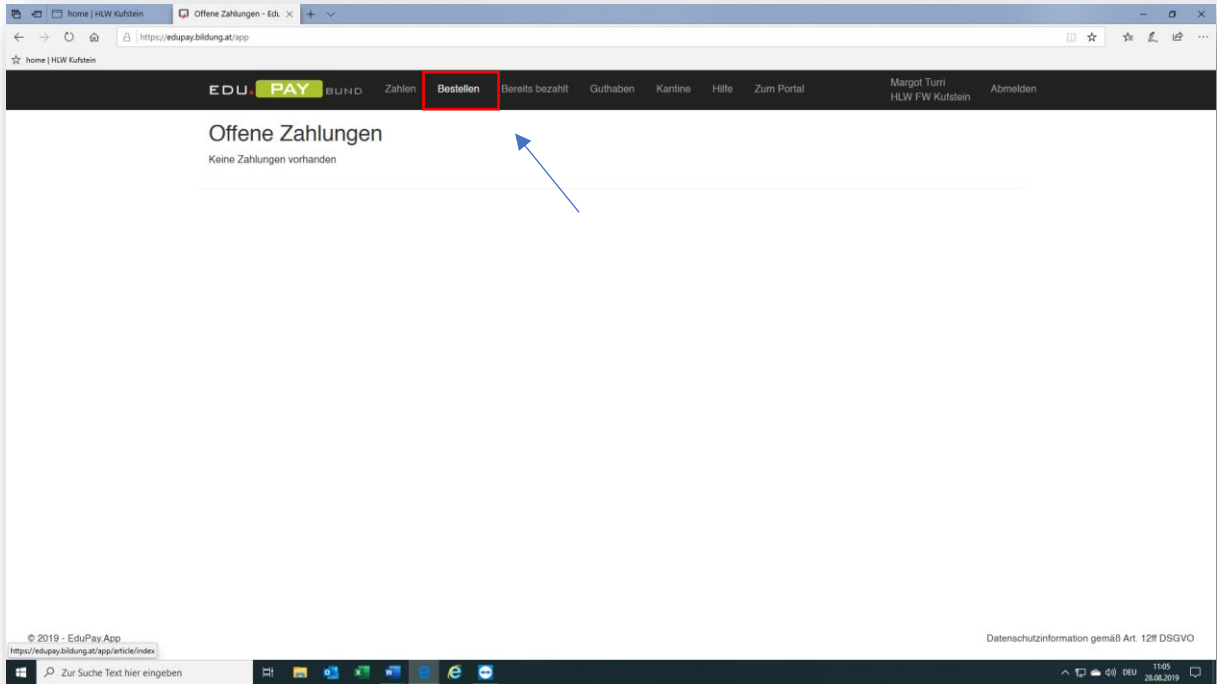 home | HLW Kufstein
Offene Zahlungen - Edu
https://edupay.bildung.at/app
home | HLW Kufstein
EDU. PAY BUND Zahlen Bestellen Bereits bezahlt Guthaben Kantine Hilfe Zum Portal
Margot Turri
HLW FW Kufstein
Abmelden
Offene Zahlungen
Keine Zahlungen vorhanden
© 2019 - EduPay.App
Datenschutzinformation gemäß Art. 12ff DSGVO
https://edupay.bildung.at/app/article/index
Zur Suche Text hier eingeben
DEU
11:05
28.08.2019